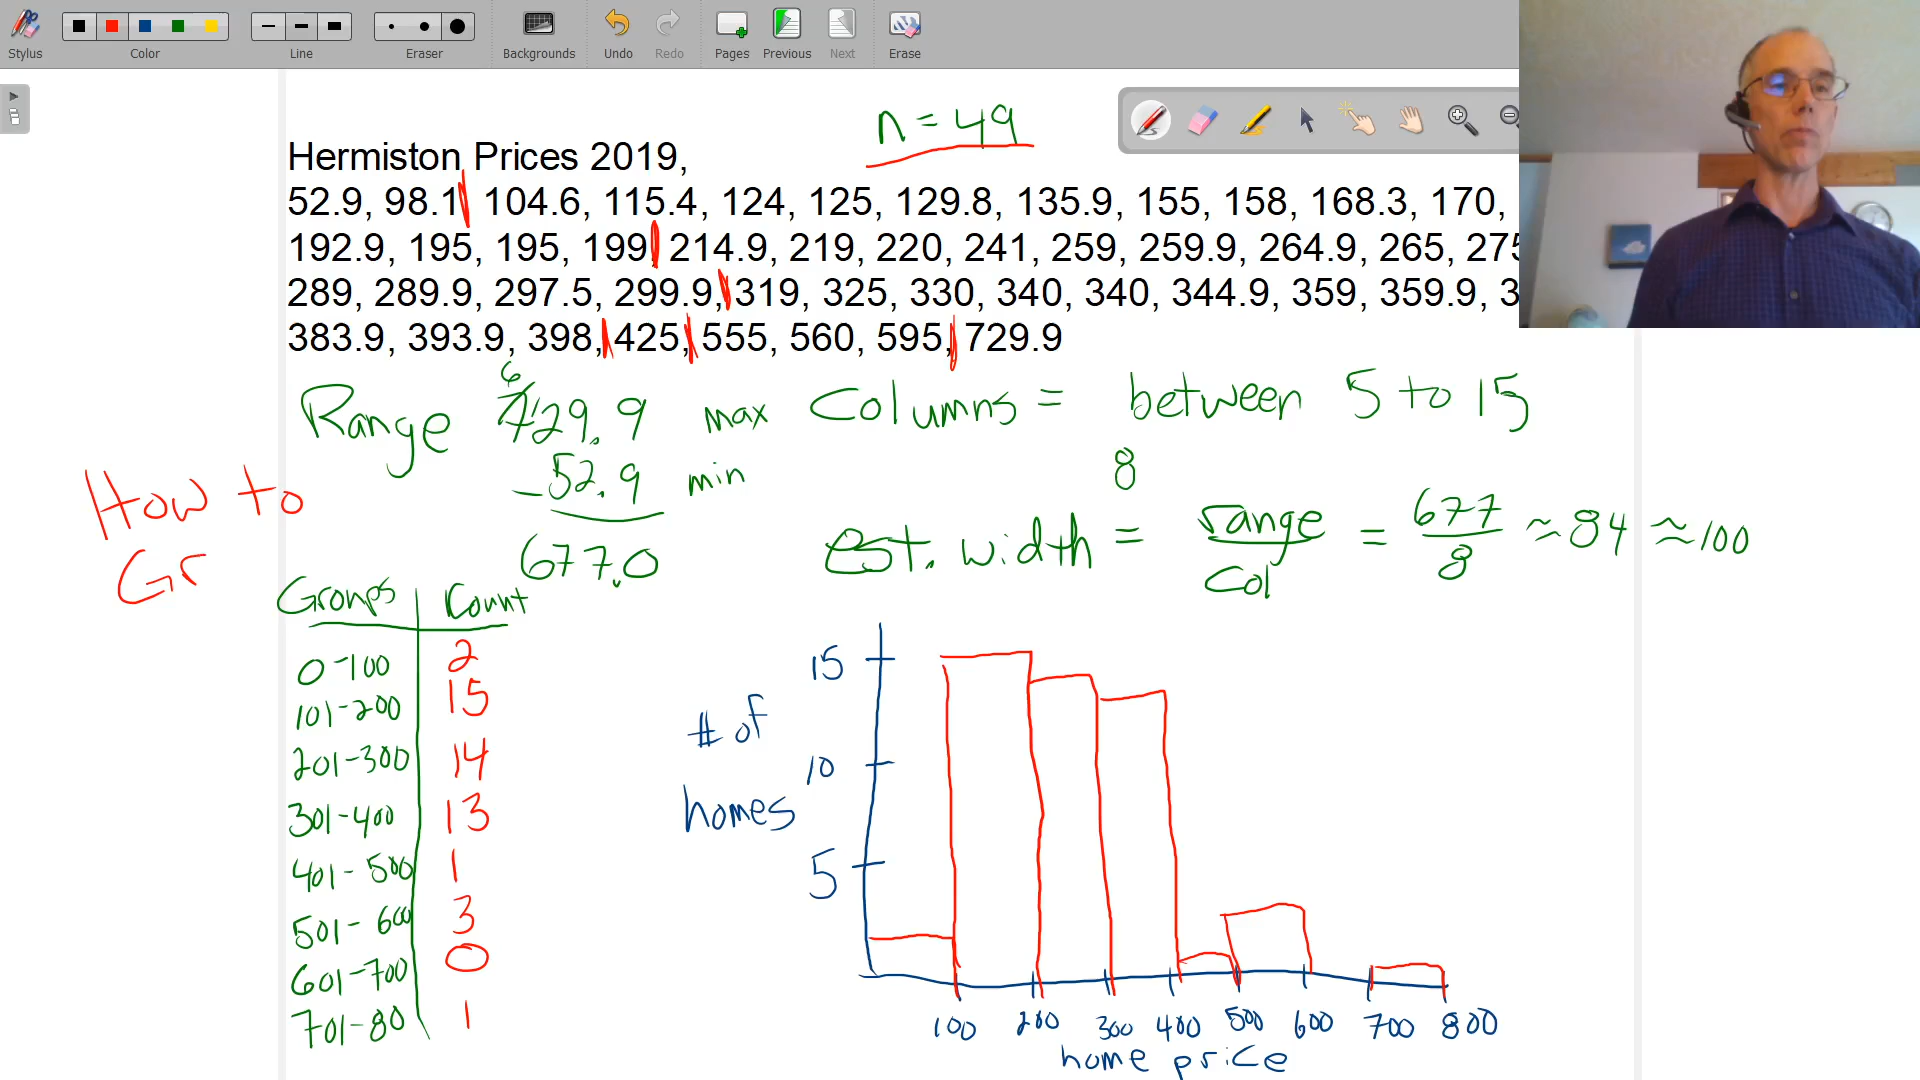 Stylus Color Line Eraser Backgrounds Undo Redo Pages Previous Next Erase
n = 49
Hermiston Prices 2019,
52.9, 98.1 104.6, 115.4, 124, 125, 129.8, 135.9, 155, 158, 168.3, 170,
192.9, 195, 195, 199 214.9, 219, 220, 241, 259, 259.9, 264.9, 265, 275
289, 289.9, 297.5, 299.9, 319, 325, 330, 340, 340, 344.9, 359, 359.9, 3
383.9, 393.9, 398, 425, 555, 560, 595, 729.9
Range 729.9 max
6
- 52.9 min
677.0
Columns = between 5 to 15
8
est. width = range / col = 677 / 8 ≈ 84 ≈ 100
How to
Gr
Groups Count
0-100 2
101-200 15
201-300 14
301-400 13
401-500 1
501-600 3
601-700 0
701-80 1
# of
homes
15
10
5
100 200 300 400 500 600 700 800
home price